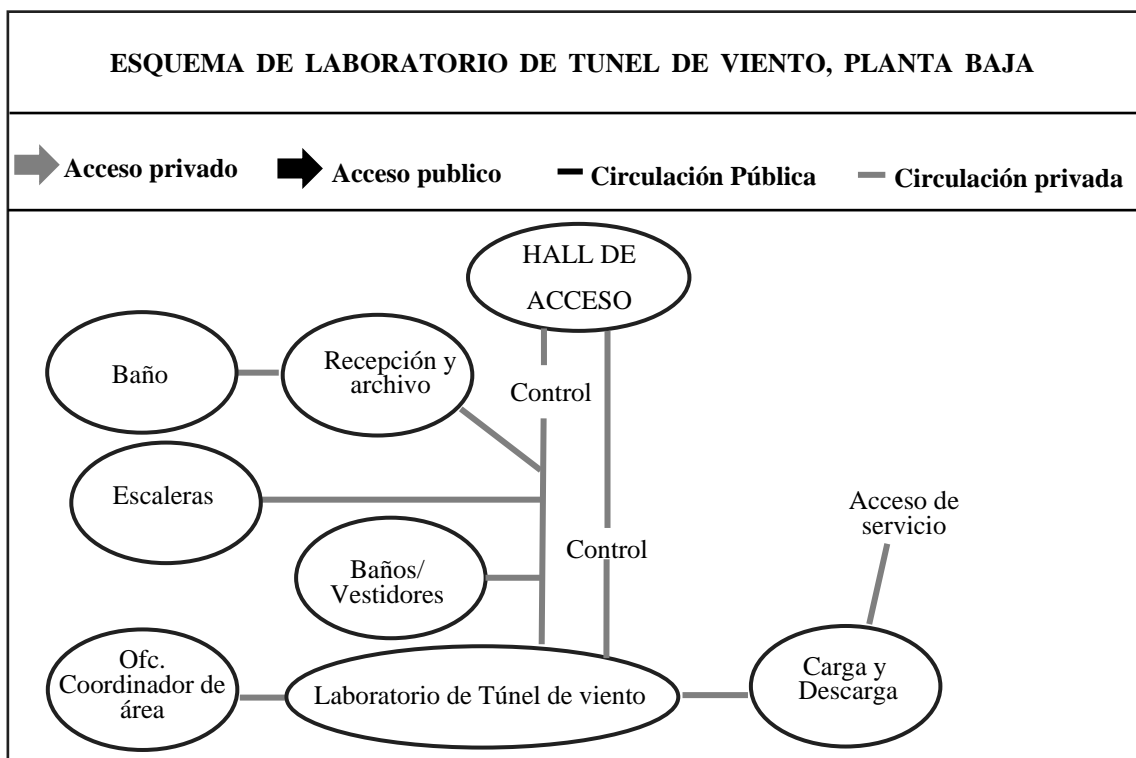 ESQUEMA DE LABORATORIO DE TUNEL DE VIENTO, PLANTA BAJA
Acceso privado
Acceso publico
Circulación Pública
Circulación privada
HALL DE
ACCESO
Baño
Recepción y
archivo
Control
Escaleras
Acceso de
servicio
Control
Baños/
Vestidores
Ofc.
Coordinador de
área
Laboratorio de Túnel de viento
Carga y
Descarga